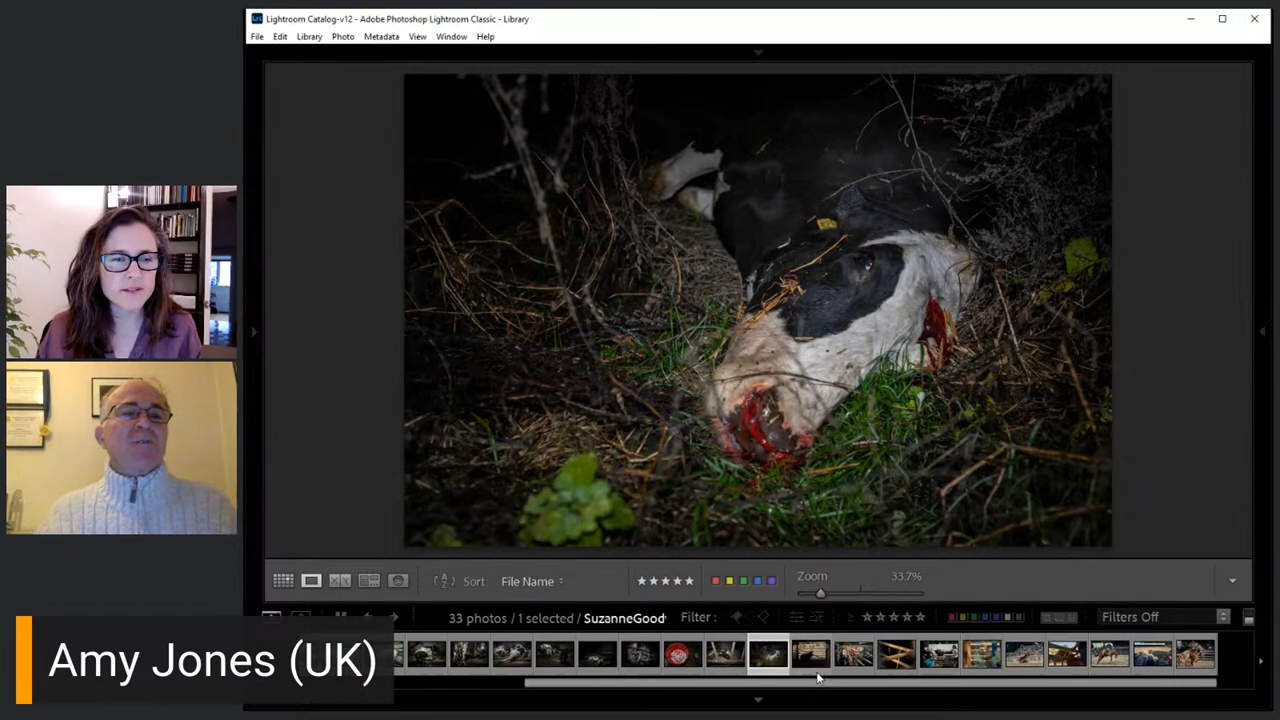 Lightroom Catalog-v12 - Adobe Photoshop Lightroom Classic - Library
File Edit Library Photo Metadata View Window Help
Sort: File Name
Zoom 33.7%
33 photos / 1 selected / SuzanneGood
Filter :
Filters Off
Amy Jones (UK)